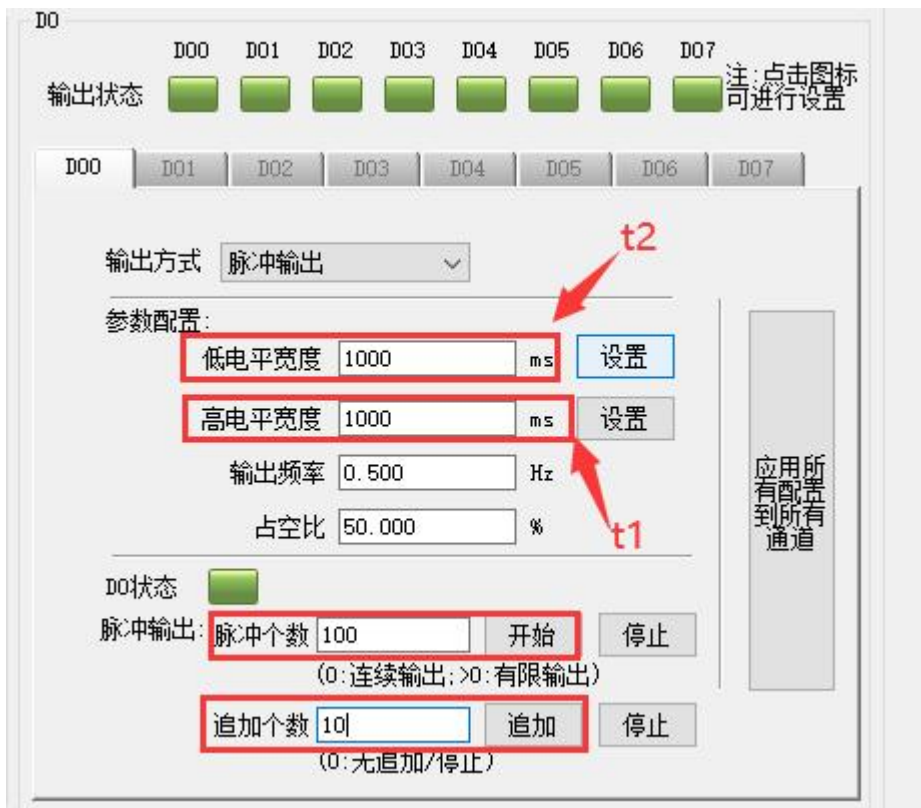 DO
DO0 DO1 DO2 DO3 DO4 DO5 DO6 DO7
输出状态
注:点击图标
可进行设置
DO0 DO1 DO2 DO3 DO4 DO5 DO6 DO7
t2
输出方式 脉冲输出
参数配置:
低电平宽度 1000 ms 设置
高电平宽度 1000 ms 设置
输出频率 0.500 Hz
占空比 50.000 %
t1
应用所
有配置
到所有
通道
DO状态
脉冲输出: 脉冲个数 100 开始 停止
(0:连续输出;>0:有限输出)
追加个数 10 追加 停止
(0:无追加/停止)